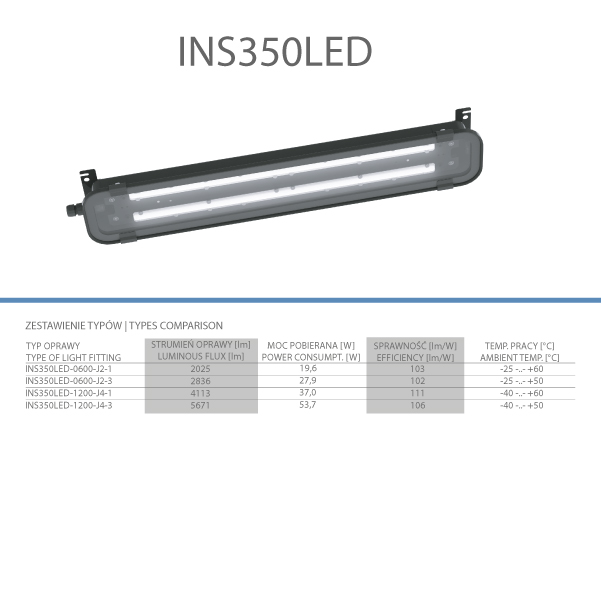 INS350LED
ZESTAWIENIE TYPÓW | TYPES COMPARISON
TYP OPRAWY STRUMIEŃ OPRAWY [lm] MOC POBIERANA [W] SPRAWNOŚĆ [lm/W] TEMP. PRACY [°C]
TYPE OF LIGHT FITTING LUMINOUS FLUX [lm] POWER CONSUMPT. [W] EFFICIENCY [lm/W] AMBIENT TEMP. [°C]
INS350LED-0600-J2-1 2025 19,6 103 -25 -..- +60
INS350LED-0600-J2-3 2836 27,9 102 -25 -..- +50
INS350LED-1200-J4-1 4113 37,0 111 -40 -..- +60
INS350LED-1200-J4-3 5671 53,7 106 -40 -..- +50